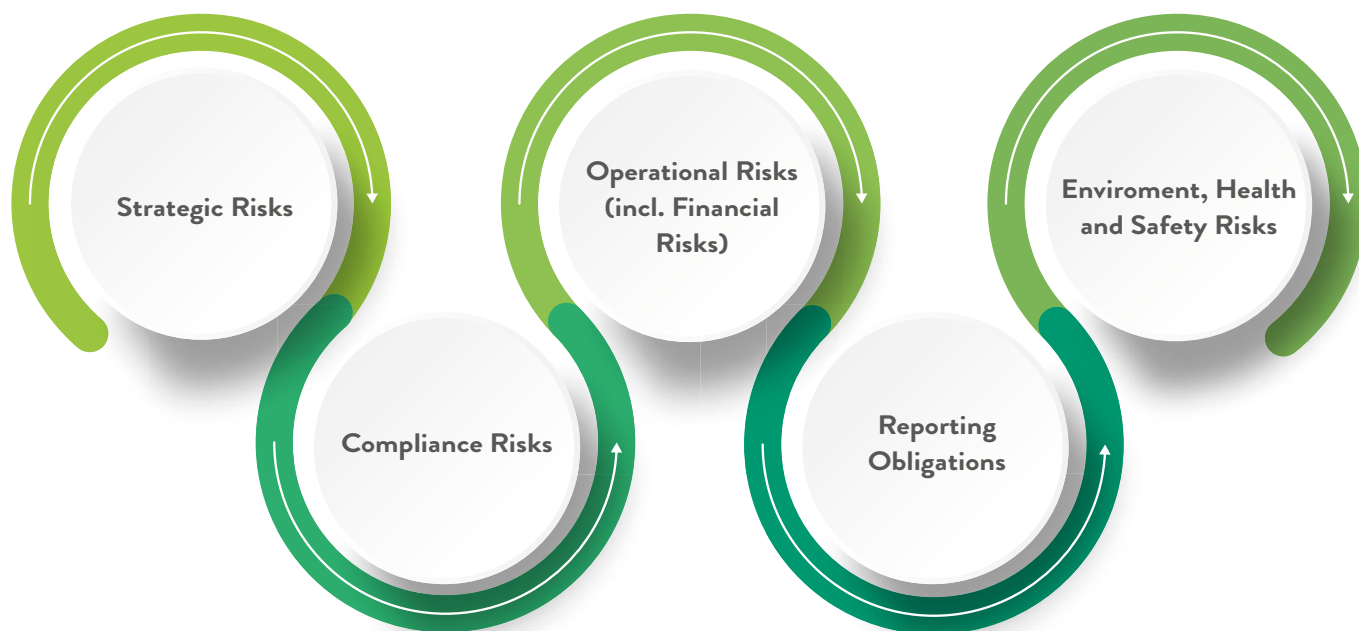 Strategic Risks
Compliance Risks
Operational Risks
(incl. Financial
Risks)
Reporting
Obligations
Enviroment, Health
and Safety Risks